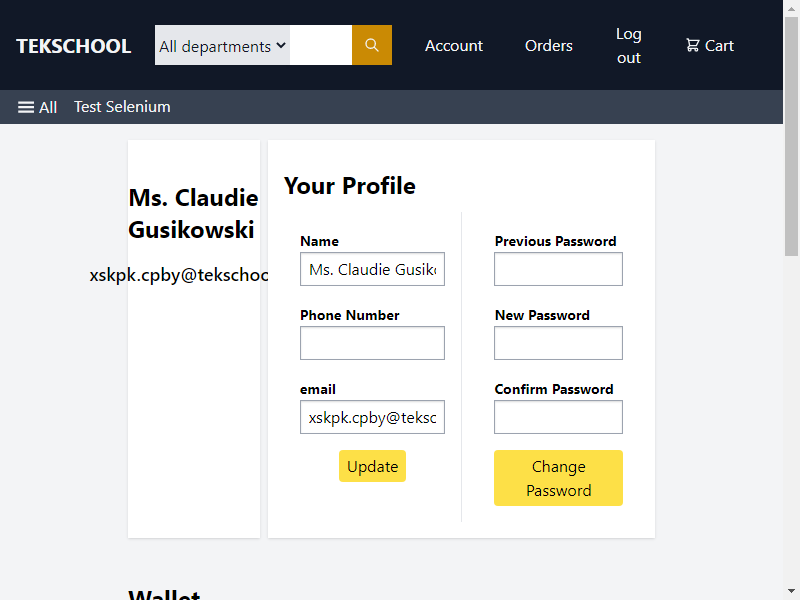 TEKSCHOOL
All departments
Account
Orders
Log
out
Cart
All
Test Selenium
Ms. Claudie
Gusikowski
xskpk.cpby@tekschoo
Your Profile
Name
Ms. Claudie Gusiko
Phone Number
email
xskpk.cpby@teksc
Update
Previous Password
New Password
Confirm Password
Change
Password
Wallet